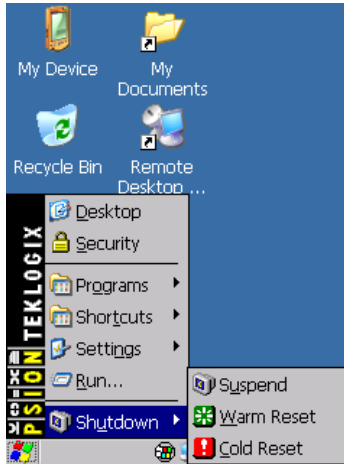 My Device
My
Documents
Recycle Bin
Remote
Desktop ...
PSION TEKLOGIX
Desktop
Security
Programs
Shortcuts
Settings
Run...
Shutdown
Suspend
Warm Reset
Cold Reset